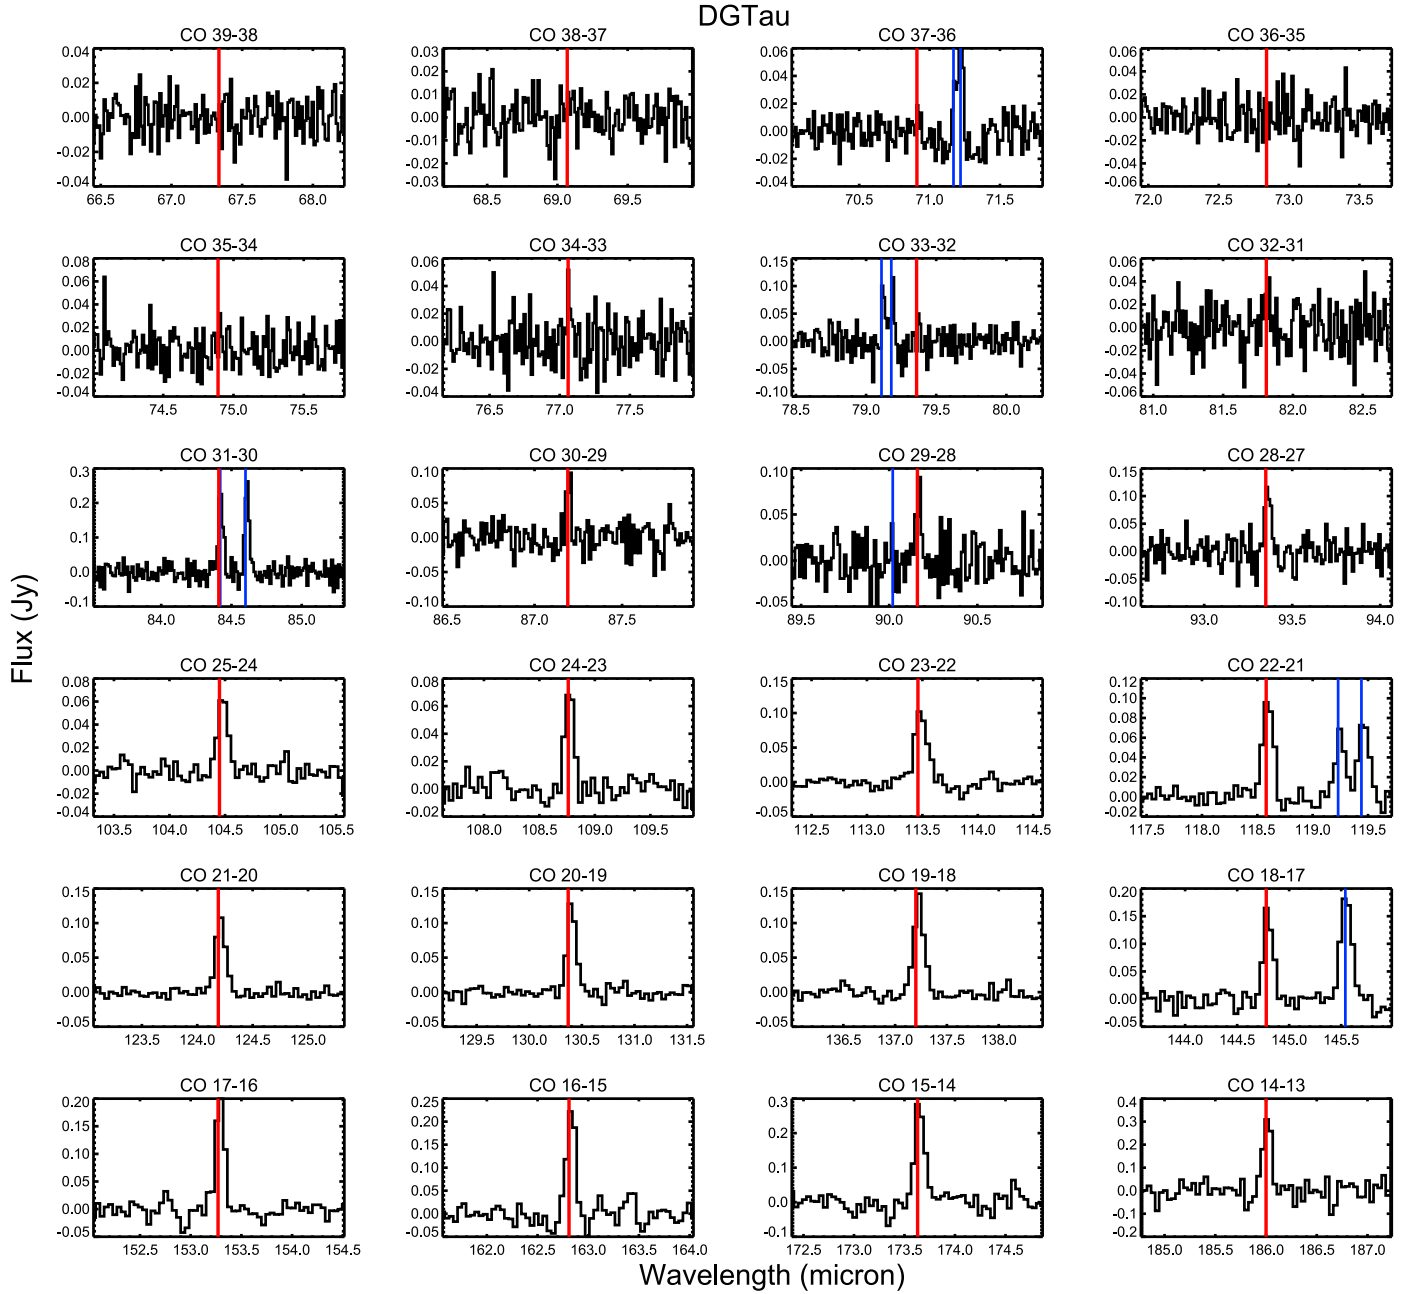 DGTau
CO 39-38 CO 38-37 CO 37-36 CO 36-35
0.04 0.03 0.06 0.06
0.02 0.02 0.04 0.04
0.01 0.02 0.02
0.00 0.00 0.00 0.00
-0.01 -0.02
-0.02 -0.02 -0.02 -0.04
-0.04 -0.03 -0.04 -0.06
66.5 67.0 67.5 68.0 68.5 69.0 69.5 70.5 71.0 71.5 72.0 72.5 73.0 73.5
CO 35-34 CO 34-33 CO 33-32 CO 32-31
0.08 0.06 0.15 0.06
0.06 0.04 0.10 0.04
0.04 0.02 0.05 0.02
0.02 0.00 0.00 0.00
0.00 -0.02 -0.05 -0.02
-0.02 -0.04
-0.04 -0.04 -0.10 -0.06
74.5 75.0 75.5 76.5 77.0 77.5 78.5 79.0 79.5 80.0 81.0 81.5 82.0 82.5
CO 31-30 CO 30-29 CO 29-28 CO 28-27
0.3 0.10 0.10 0.15
0.2 0.05 0.05 0.10
0.1 0.00 0.05
0.0 -0.05 0.00 0.00
-0.05
-0.1 -0.10 -0.05 -0.10
84.0 84.5 85.0 86.5 87.0 87.5 89.5 90.0 90.5 93.0 93.5 94.0
Flux (Jy)
CO 25-24 CO 24-23 CO 23-22 CO 22-21
0.08 0.08 0.15 0.12
0.06 0.06 0.10 0.10
0.04 0.04 0.08
0.02 0.05 0.06
0.02 0.04
0.00 0.00 0.00 0.02
-0.02 0.00
-0.04 -0.02 -0.05 -0.02
103.5 104.0 104.5 105.0 105.5 108.0 108.5 109.0 109.5 112.5 113.0 113.5 114.0 114.5 117.5 118.0 118.5 119.0 119.5
CO 21-20 CO 20-19 CO 19-18 CO 18-17
0.15 0.15 0.15 0.20
0.10 0.10 0.10 0.15
0.05 0.05 0.05 0.10
0.05
0.00 0.00 0.00 0.00
-0.05 -0.05 -0.05 -0.05
123.5 124.0 124.5 125.0 129.5 130.0 130.5 131.0 131.5 136.5 137.0 137.5 138.0 144.0 144.5 145.0 145.5
CO 17-16 CO 16-15 CO 15-14 CO 14-13
0.20 0.25 0.3 0.4
0.15 0.20 0.2 0.3
0.10 0.15 0.2
0.05 0.10 0.1 0.1
0.05
0.00 0.00 0.0 0.0
-0.1
-0.05 -0.05 -0.1 -0.2
152.5 153.0 153.5 154.0 154.5 162.0 162.5 163.0 163.5 164.0 172.5 173.0 173.5 174.0 174.5 185.0 185.5 186.0 186.5 187.0
Wavelength (micron)